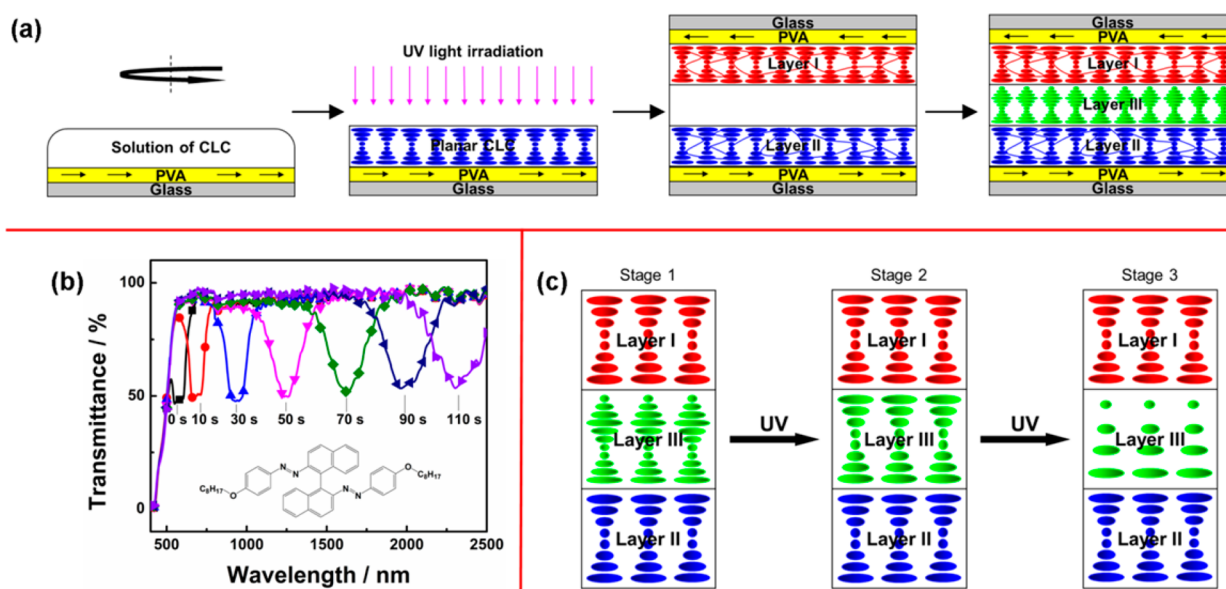 (a)
UV light irradiation
Solution of CLC
PVA
Glass
Planar CLC
PVA
Glass
Glass
PVA
Layer I
Layer II
PVA
Glass
Glass
PVA
Layer I
Layer III
Layer II
PVA
Glass
(b)
Transmittance / %
100
50
0
0 s
10 s
30 s
50 s
70 s
90 s
110 s
C8H17
O
N
N
N
N
O
C8H17
500
1000
1500
2000
2500
Wavelength / nm
(c)
Stage 1
Stage 2
Stage 3
Layer I
Layer III
Layer II
UV
Layer I
Layer III
Layer II
UV
Layer I
Layer III
Layer II